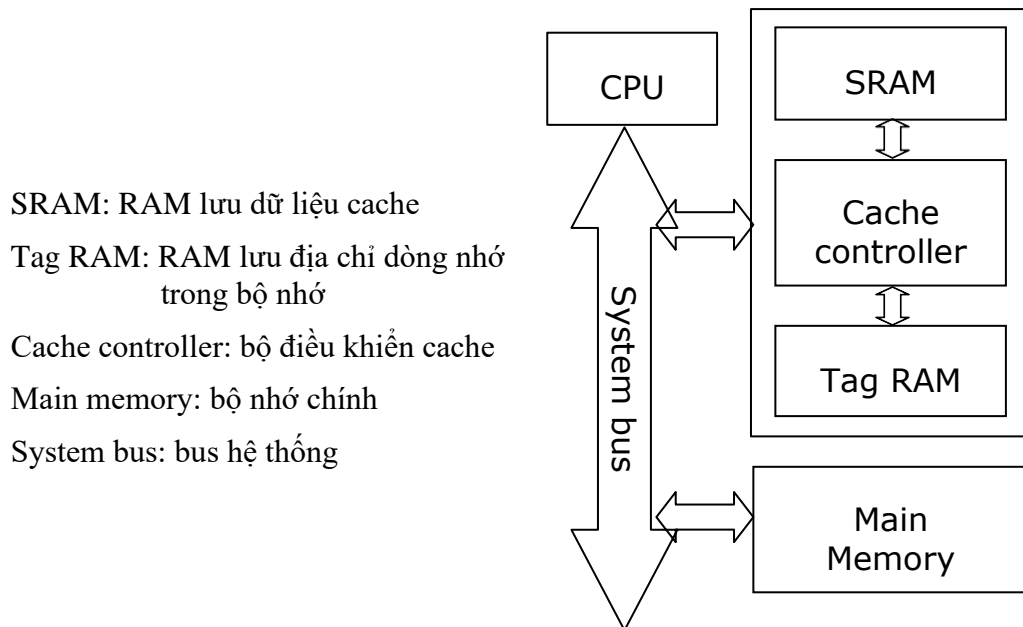 SRAM: RAM lưu dữ liệu cache
Tag RAM: RAM lưu địa chỉ dòng nhớ
trong bộ nhớ
Cache controller: bộ điều khiển cache
Main memory: bộ nhớ chính
System bus: bus hệ thống
CPU
System bus
SRAM
Cache
controller
Tag RAM
Main
Memory